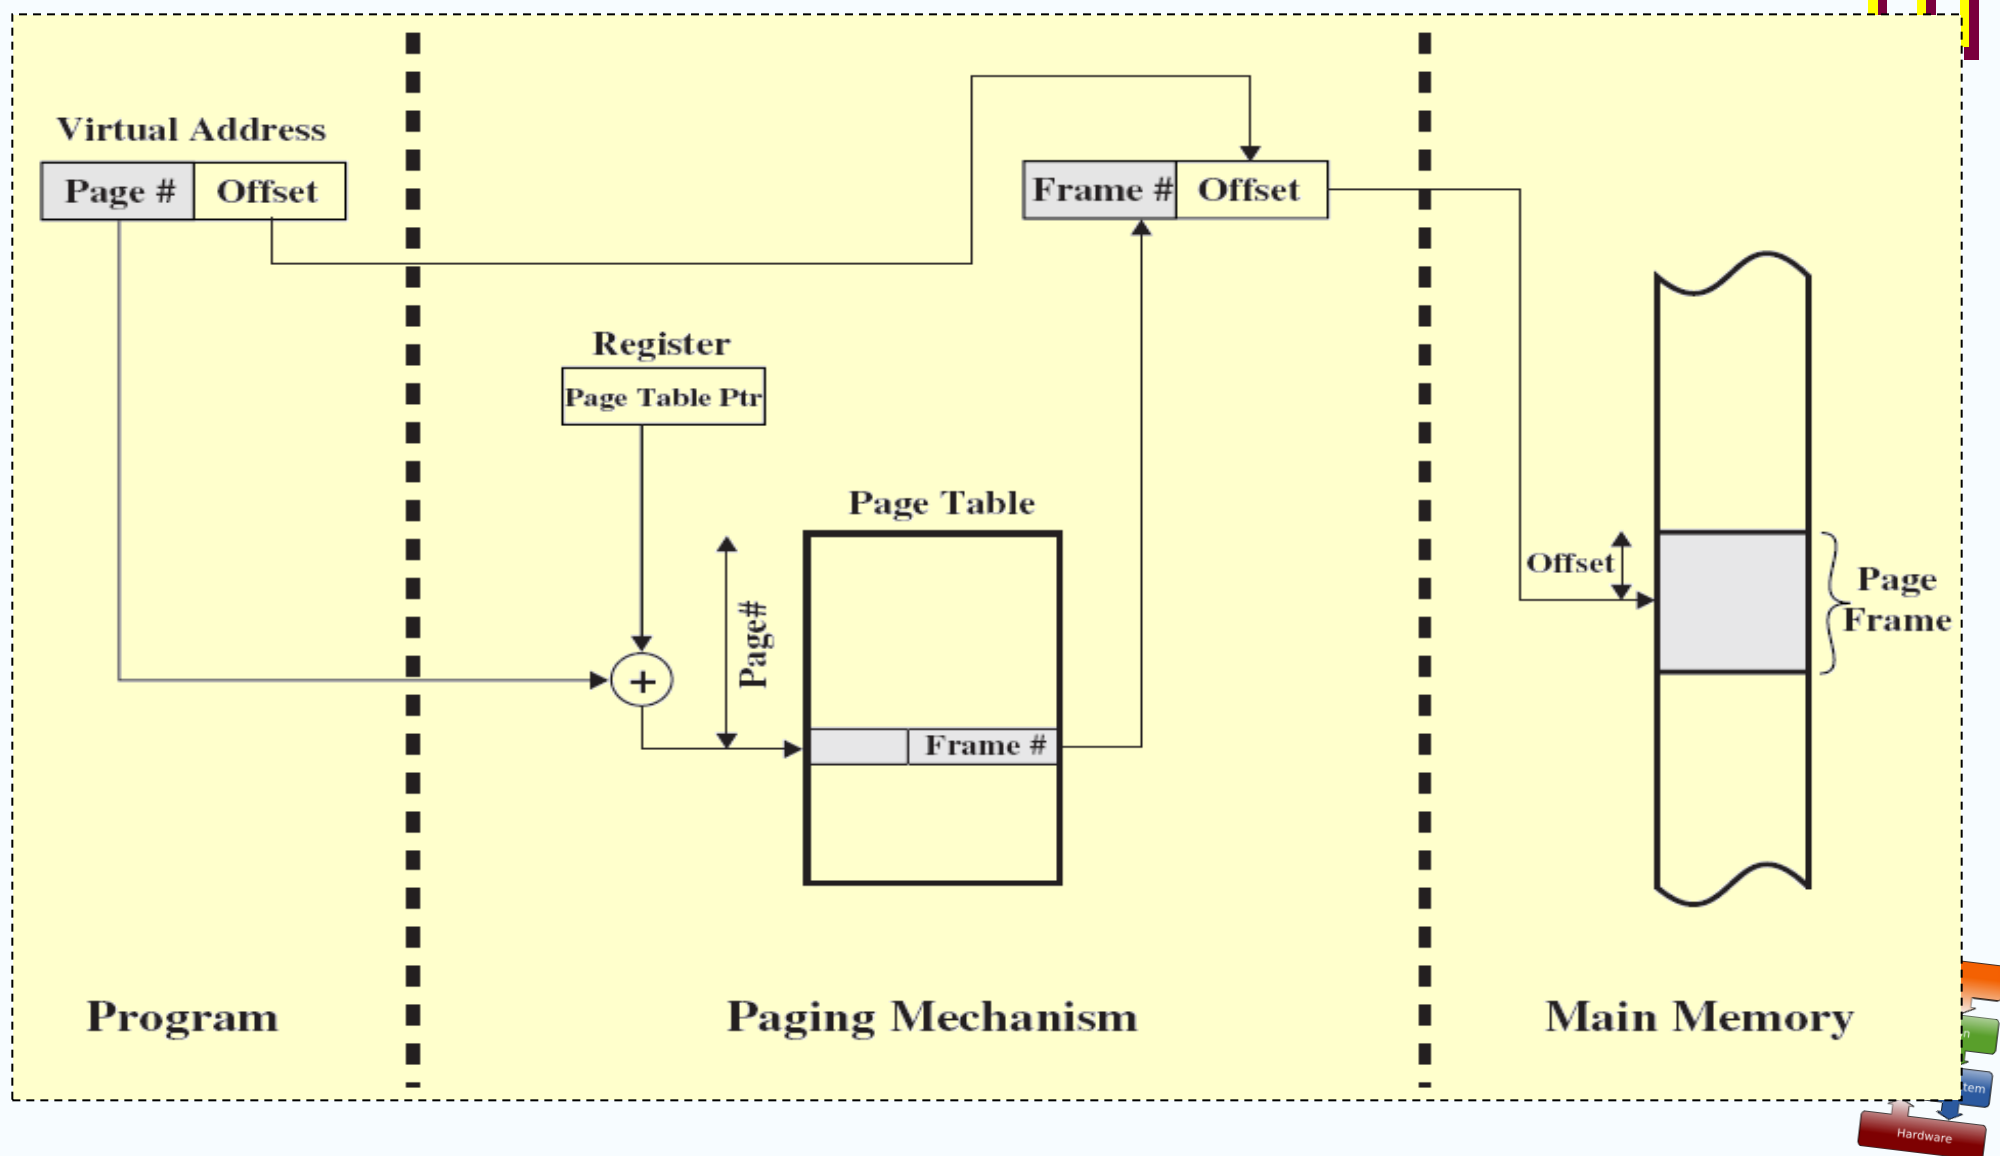 Virtual Address
Page # Offset
Frame # Offset
Register
Page Table Ptr
Page Table
Page#
+
Frame #
Offset
Page
Frame
Program
Paging Mechanism
Main Memory
Hardware